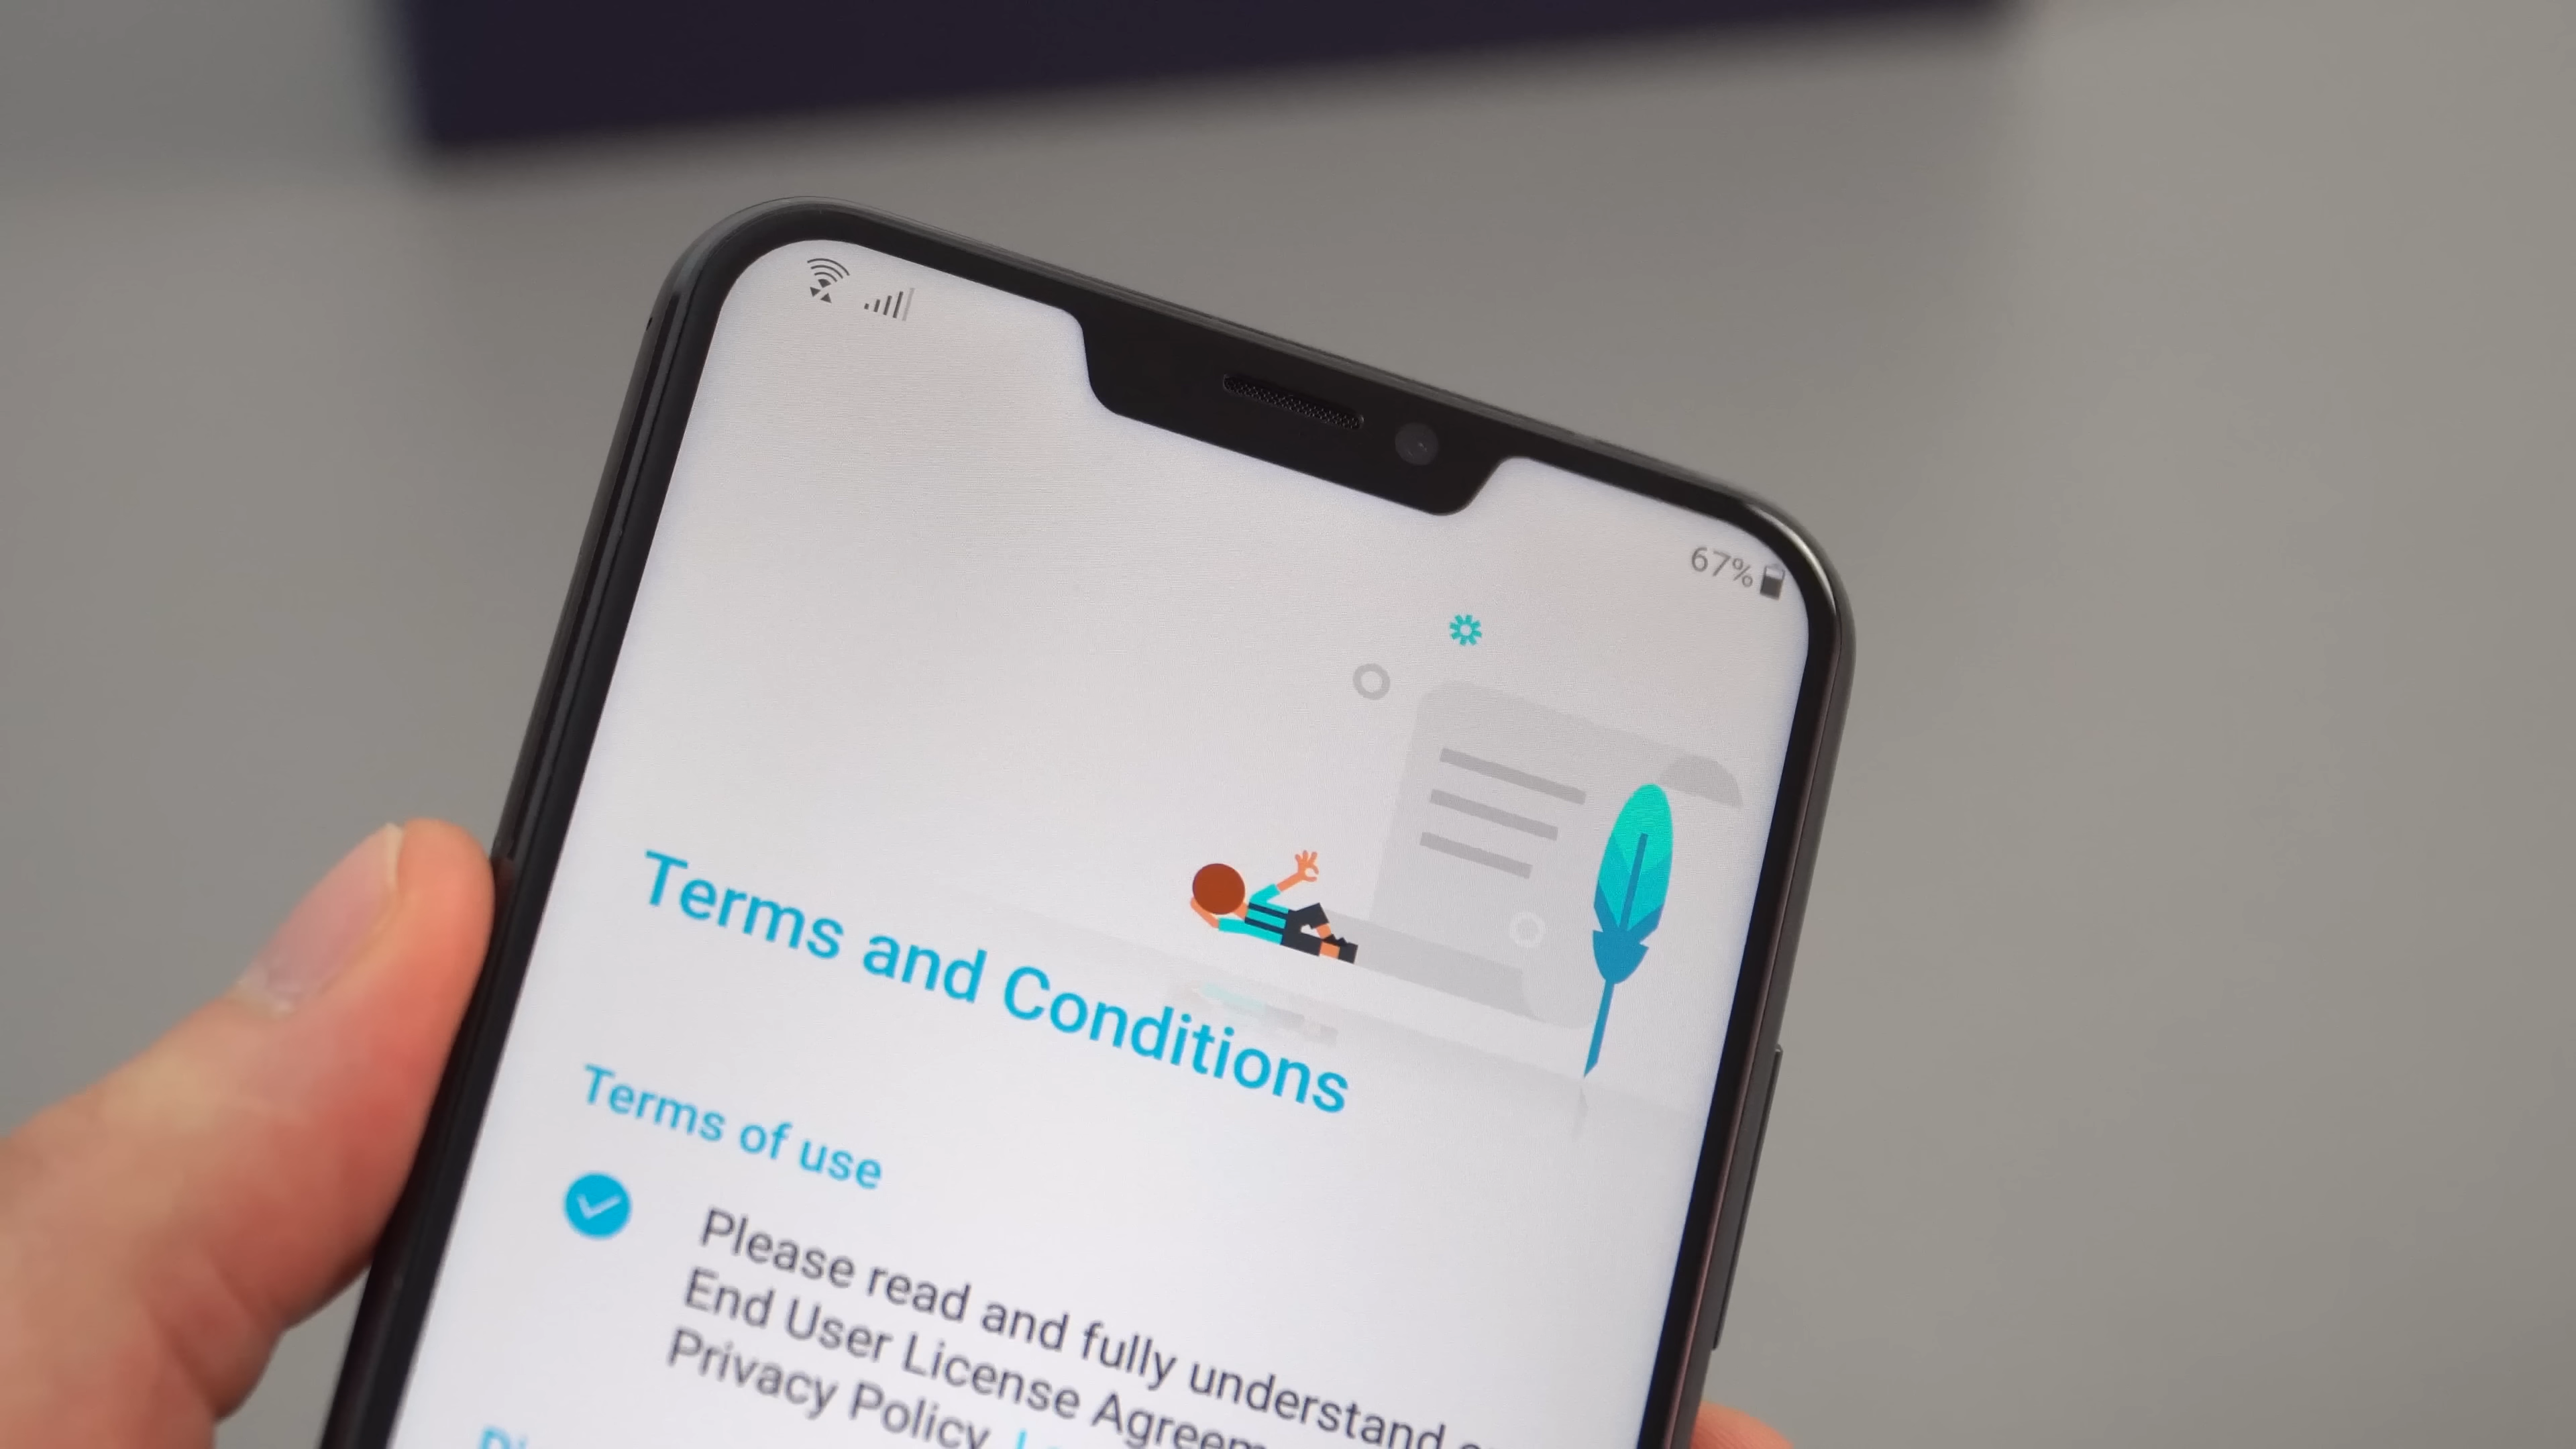 67%
Terms and Conditions
Terms of use
Please read and fully understand
End User License
Privacy Policy